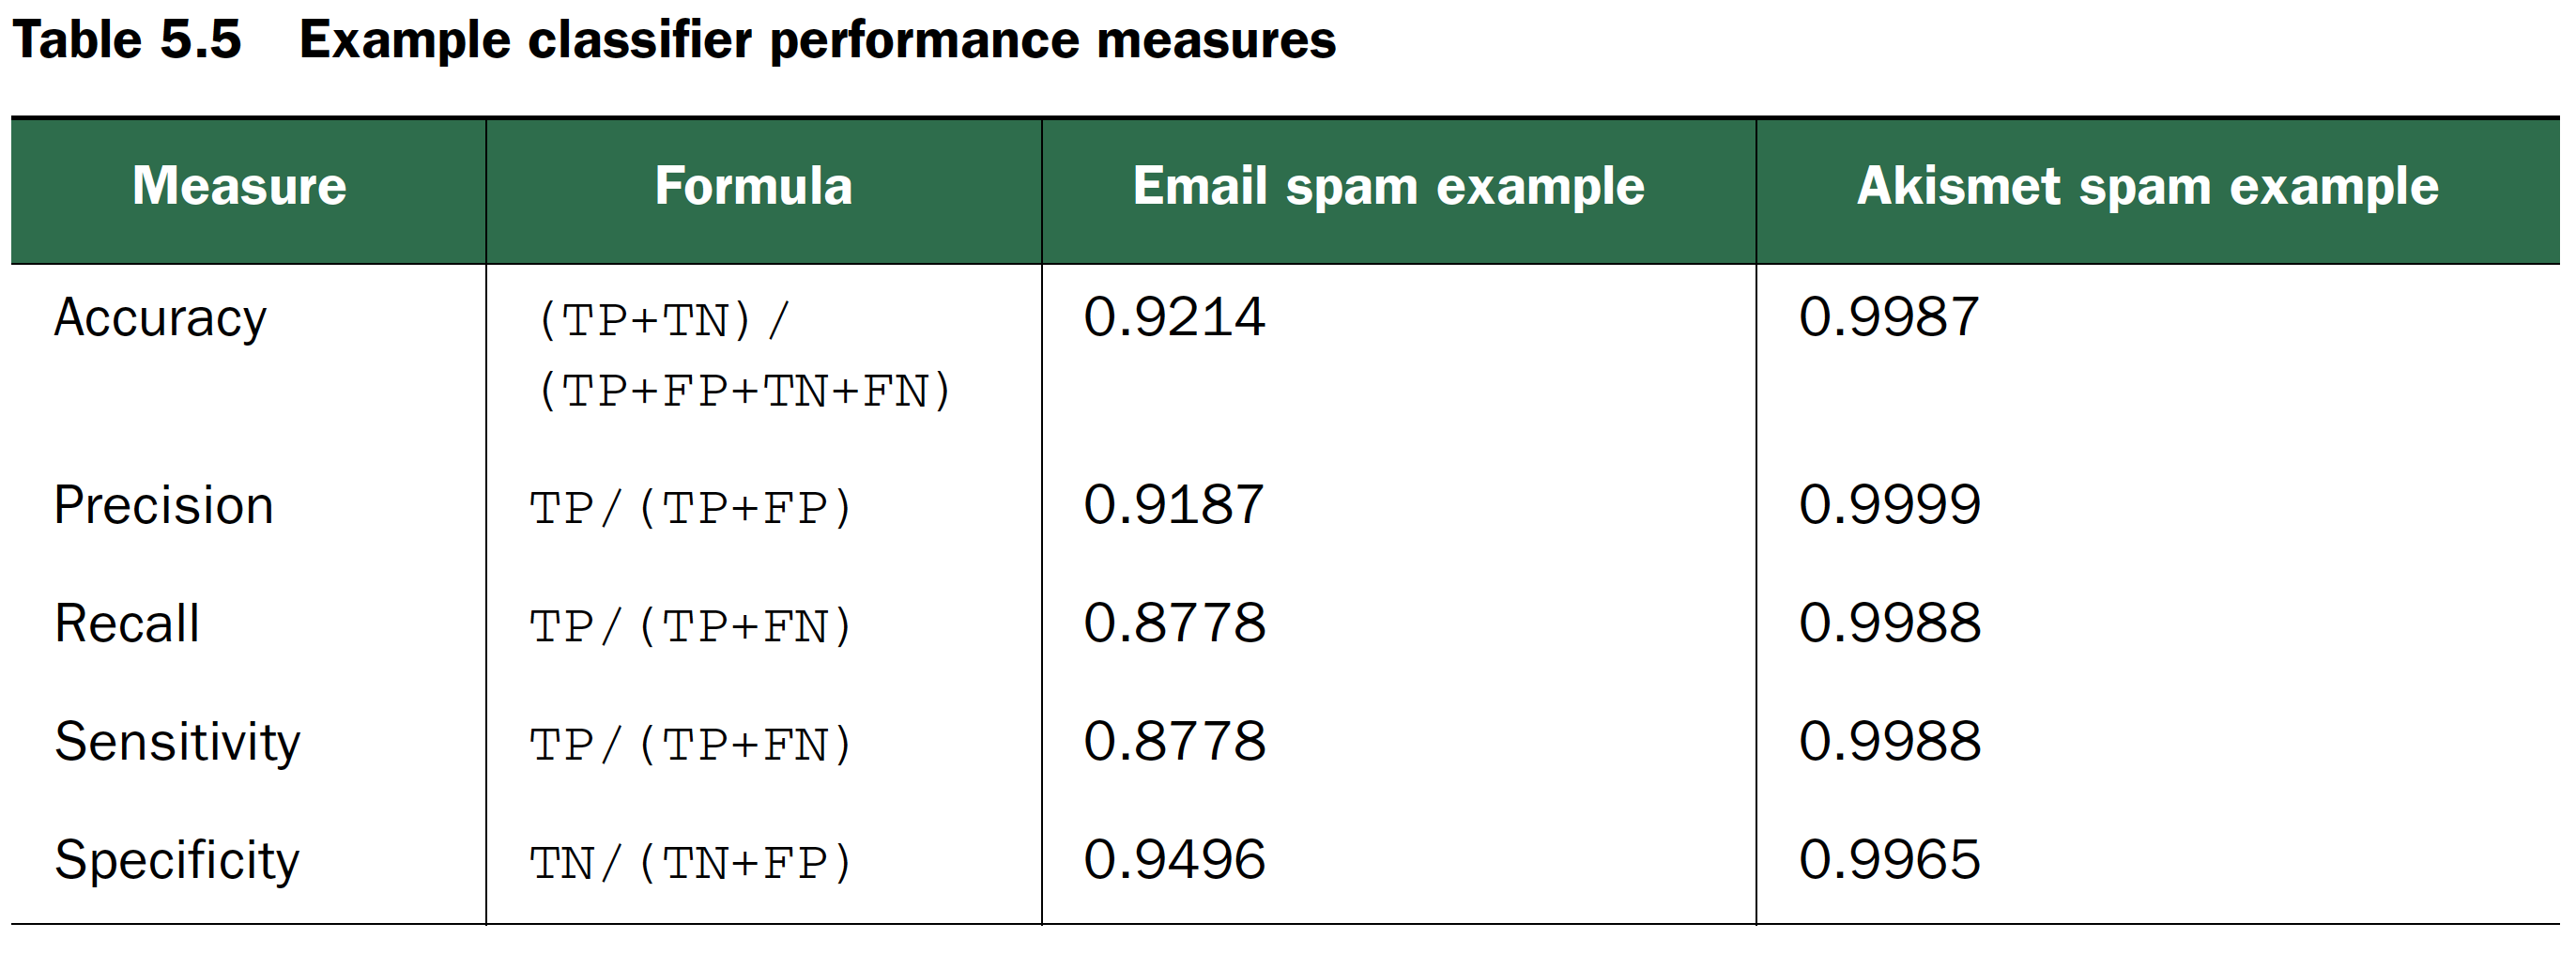 Table 5.5 Example classifier performance measures
Measure Formula Email spam example Akismet spam example
Accuracy (TP+TN)/ 0.9214 0.9987
(TP+FP+TN+FN)
Precision TP/(TP+FP) 0.9187 0.9999
Recall TP/(TP+FN) 0.8778 0.9988
Sensitivity TP/(TP+FN) 0.8778 0.9988
Specificity TN/(TN+FP) 0.9496 0.9965